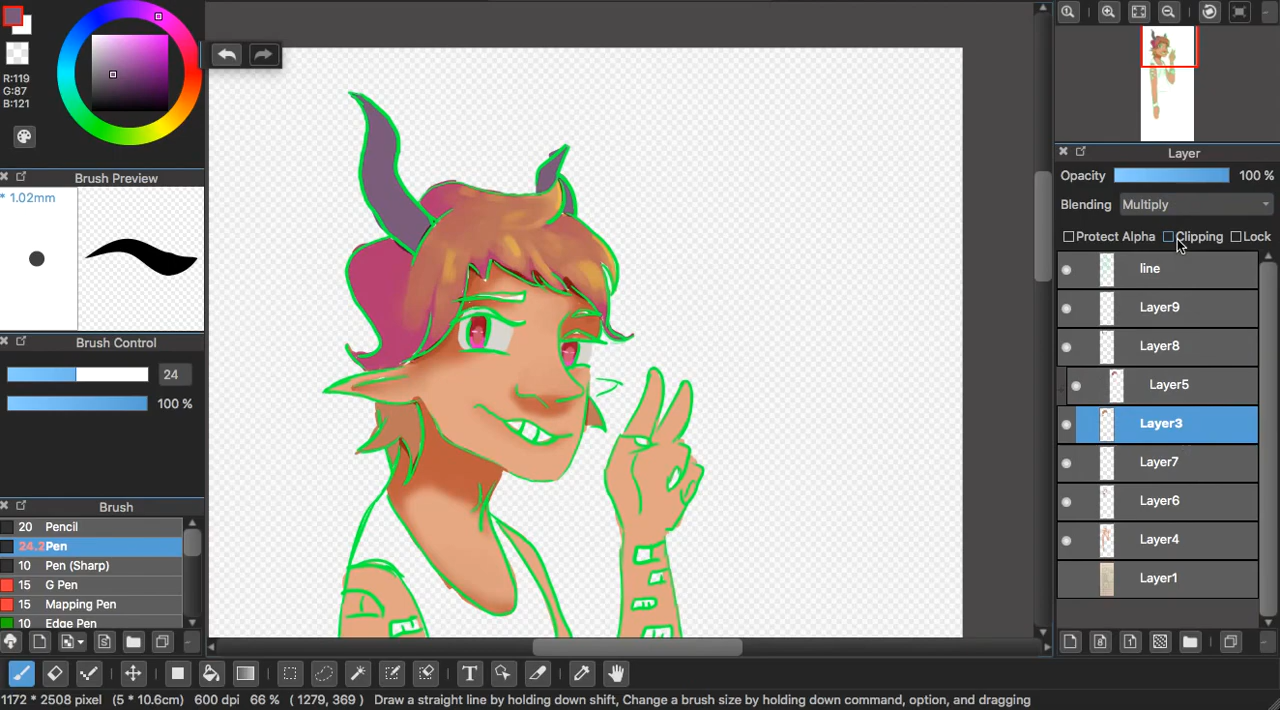 R:119
G:87
B:121
Brush Preview
* 1.02mm
Brush Control
24
100 %
Brush
20 Pencil
24.2 Pen
10 Pen (Sharp)
15 G Pen
15 Mapping Pen
10 Edge Pen
Layer
Opacity 100 %
Blending Multiply
Protect Alpha Clipping Lock
line
Layer9
Layer8
Layer5
Layer3
Layer7
Layer6
Layer4
Layer1
1172 * 2508 pixel (5 * 10.6cm) 600 dpi 66 % ( 1279, 369 ) Draw a straight line by holding down shift, Change a brush size by holding down command, option, and dragging